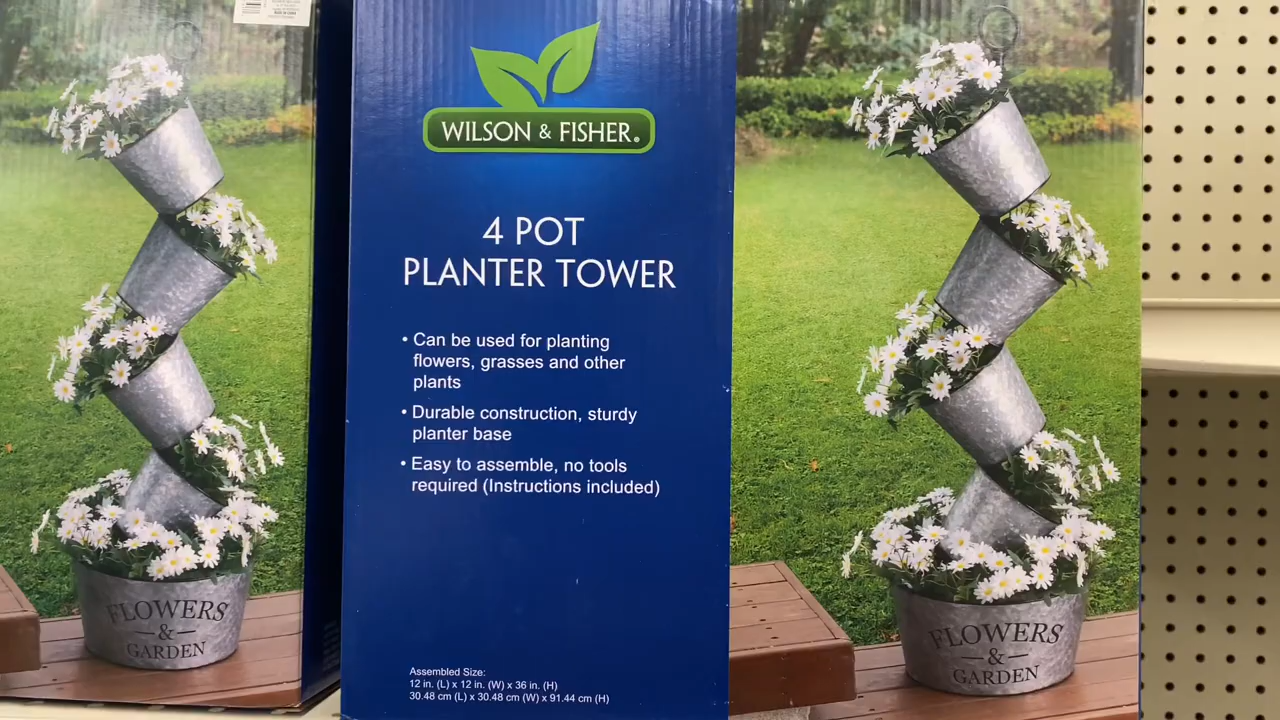 WILSON & FISHER®
4 POT
PLANTER TOWER
• Can be used for planting
flowers, grasses and other
plants
• Durable construction, sturdy
planter base
• Easy to assemble, no tools
required (Instructions included)
Assembled Size:
12 in. (L) x 12 in. (W) x 36 in. (H)
30.48 cm (L) x 30.48 cm (W) x 91.44 cm (H)
FLOWERS
&
GARDEN
FLOWERS
&
GARDEN